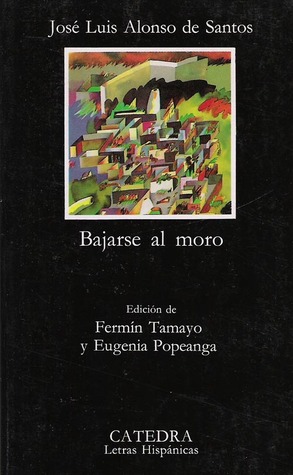 José Luis Alonso de Santos
Bajarse al moro
Edición de
Fermín Tamayo
y Eugenia Popeanga
CATEDRA
Letras Hispánicas